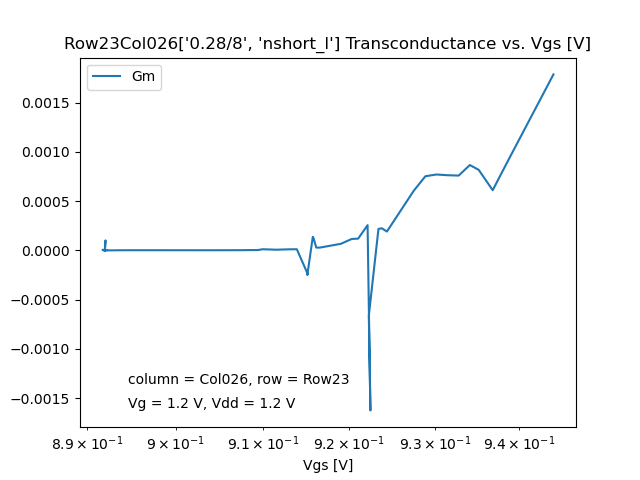 Row23Col026['0.28/8', 'nshort_l'] Transconductance vs. Vgs [V]
Gm
0.0015
0.0010
0.0005
0.0000
−0.0005
−0.0010
−0.0015
column = Col026, row = Row23
Vg = 1.2 V, Vdd = 1.2 V
8.9 × 10⁻¹ 9 × 10⁻¹ 9.1 × 10⁻¹ 9.2 × 10⁻¹ 9.3 × 10⁻¹ 9.4 × 10⁻¹
Vgs [V]